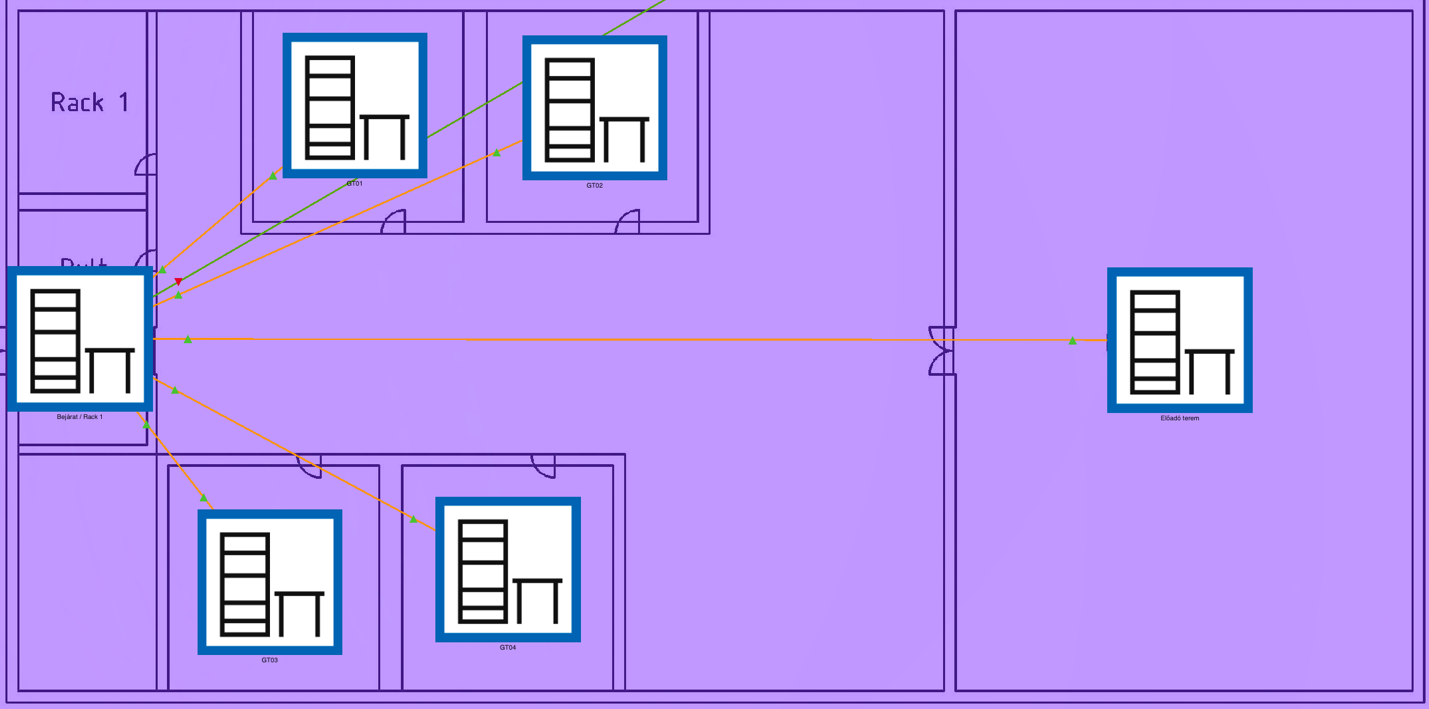 Rack 1
GT01
GT02
Bejárat / Rack 1
Előadó terem
GT03
GT04